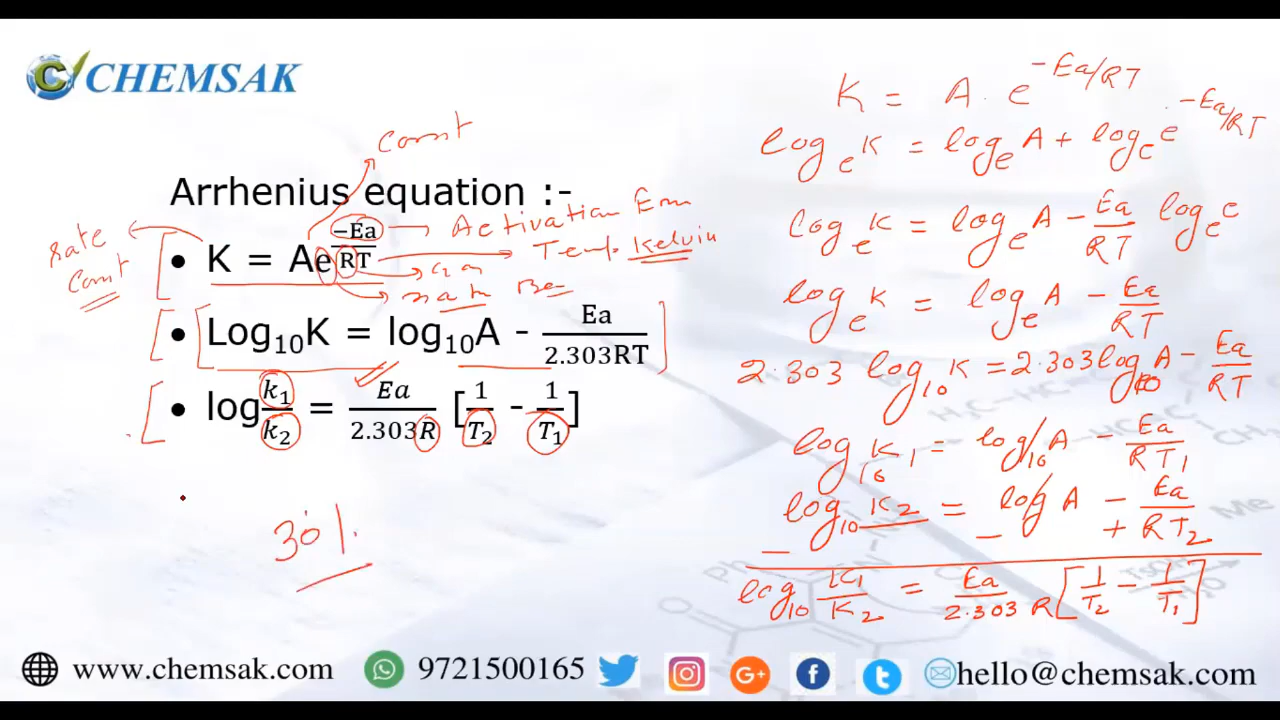 CHEMSAK
Const
Arrhenius equation :-
rate
Const
• K = Ae^(-Ea/RT)
Activation
Temp. Kelvin
• Log₁₀K = log₁₀A - Ea/2.303RT
• log k₁/k₂ = Ea/2.303R [1/T₂ - 1/T₁]
30%
K = A · e^(-Ea/RT)
logₑ K = logₑ A + logₑ e^(-Ea/RT)
logₑ K = logₑ A - Ea/RT logₑ e
logₑ K = logₑ A - Ea/RT
2.303 log₁₀ K = 2.303 log₁₀ A - Ea/RT
log₁₀ K₁ = log₁₀ A - Ea/RT₁
log₁₀ K₂ = log A - Ea/RT₂
- - +
log₁₀ K₁/K₂ = Ea/2.303 R [1/T₂ - 1/T₁]
www.chemsak.com 9721500165 hello@chemsak.com